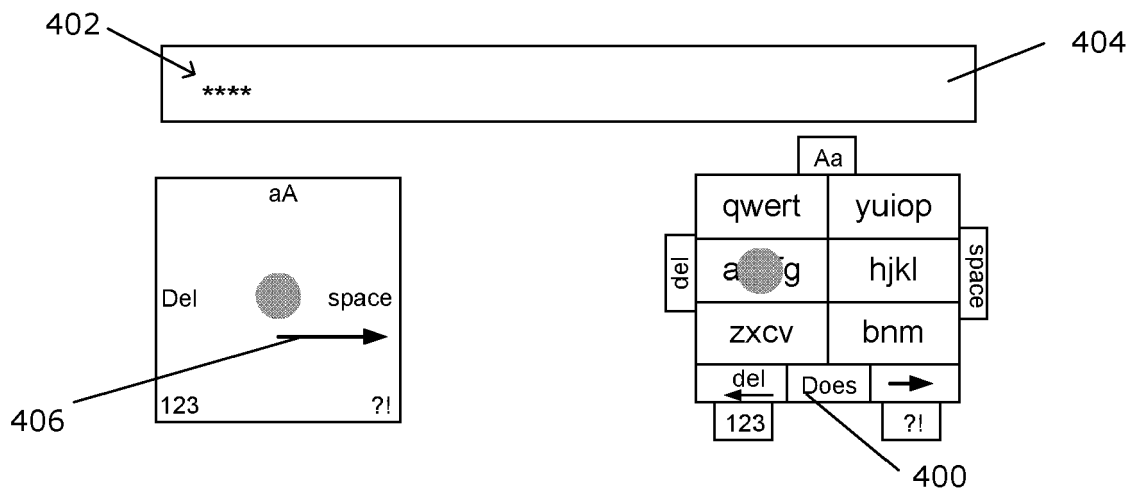 402
404
****
Aa
aA
qwert yuiop
del
a g hjkl
space
Del space
zxcv bnm
del Does
406
123 ?!
123 ?!
400